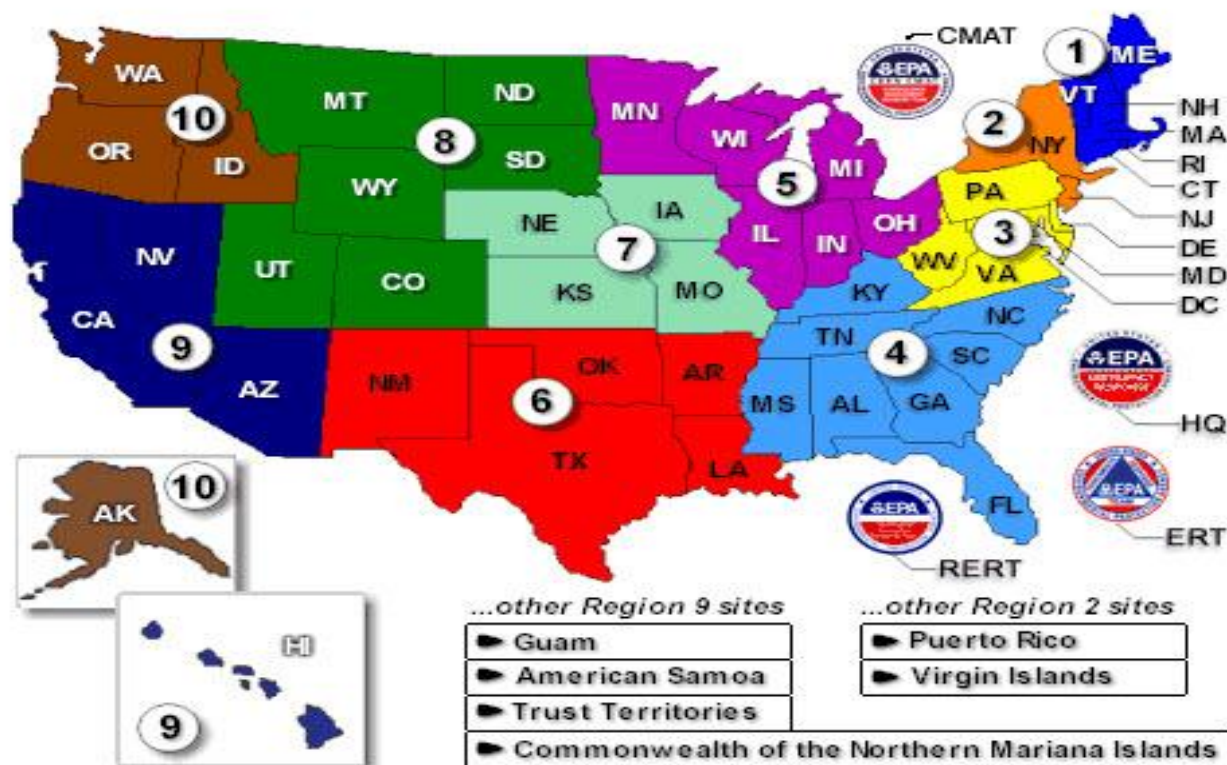 CMAT
EPA
1
ME
WA
MT
ND
MN
VT
NH
10
2
WI
MA
OR
8
NY
ID
SD
MI
RI
WY
5
PA
CT
NE
IA
OH
NJ
NV
IL
IN
3
DE
7
UT
WV
MD
CO
KS
MO
KY
VA
DC
CA
NC
TN
9
4
SC
UNITED STATES
EPA
EMERGENCY
RESPONSE
AZ
NM
OK
AR
6
MS
AL
GA
HQ
TX
LA
10
EPA
FL
AK
EPA
ERT
RERT
...other Region 9 sites
...other Region 2 sites
Guam
Puerto Rico
HI
American Samoa
Virgin Islands
Trust Territories
9
Commonwealth of the Northern Mariana Islands